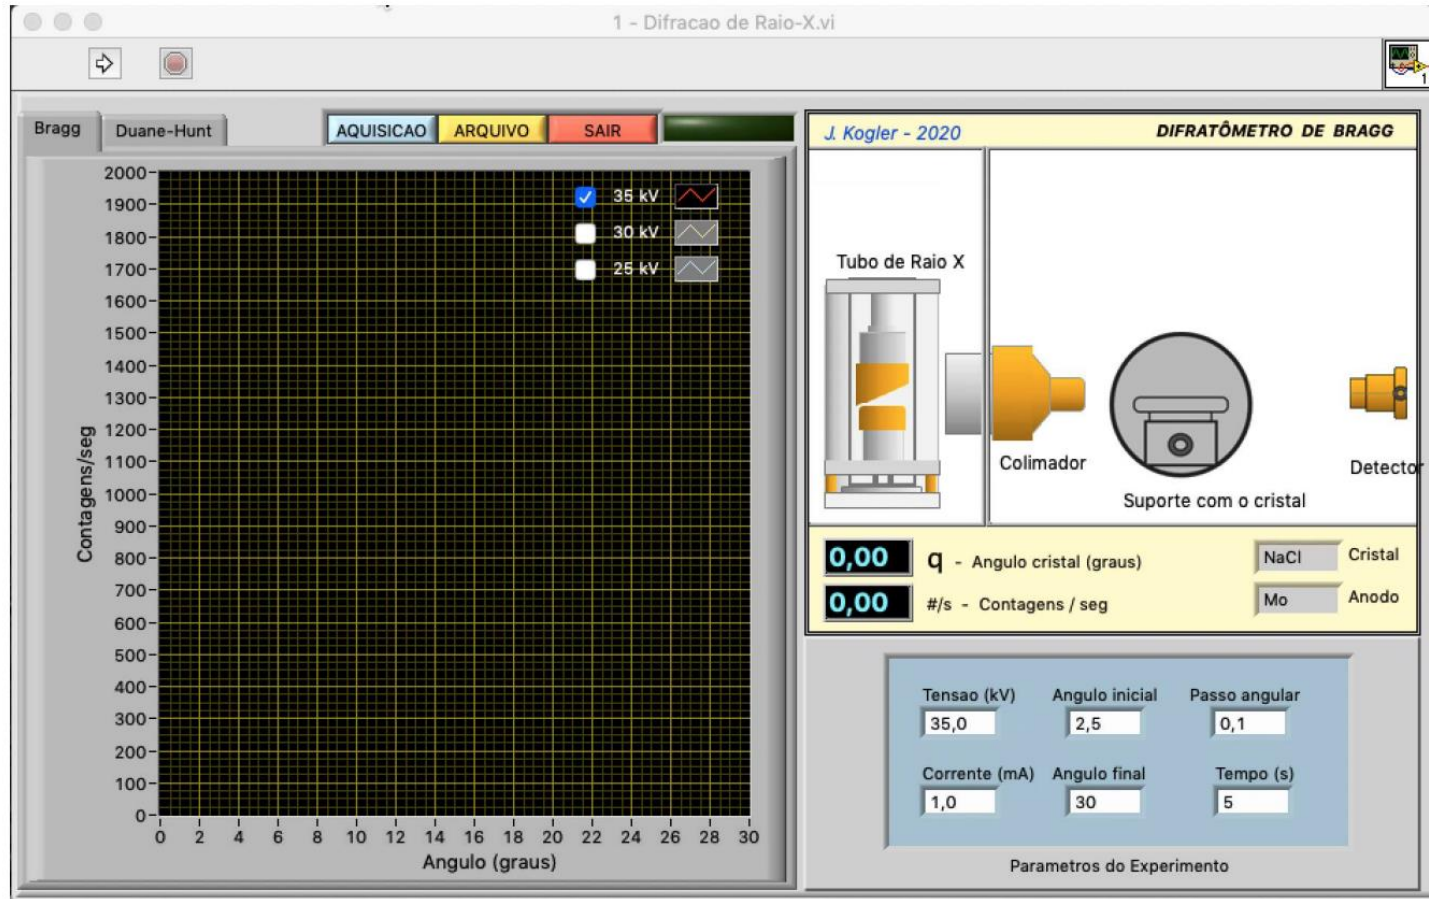 1 - Difracao de Raio-X.vi
1
Bragg
Duane-Hunt
AQUISICAO
ARQUIVO
SAIR
2000
1900
1800
1700
1600
1500
1400
1300
1200
1100
1000
900
800
700
600
500
400
300
200
100
0
Contagens/seg
35 kV
30 kV
25 kV
0 2 4 6 8 10 12 14 16 18 20 22 24 26 28 30
Angulo (graus)
J. Kogler - 2020
DIFRATÔMETRO DE BRAGG
Tubo de Raio X
Colimador
Suporte com o cristal
Detector
0,00 q - Angulo cristal (graus)
NaCl Cristal
0,00 #/s - Contagens / seg
Mo Anodo
Tensao (kV) Angulo inicial Passo angular
35,0 2,5 0,1
Corrente (mA) Angulo final Tempo (s)
1,0 30 5
Parametros do Experimento